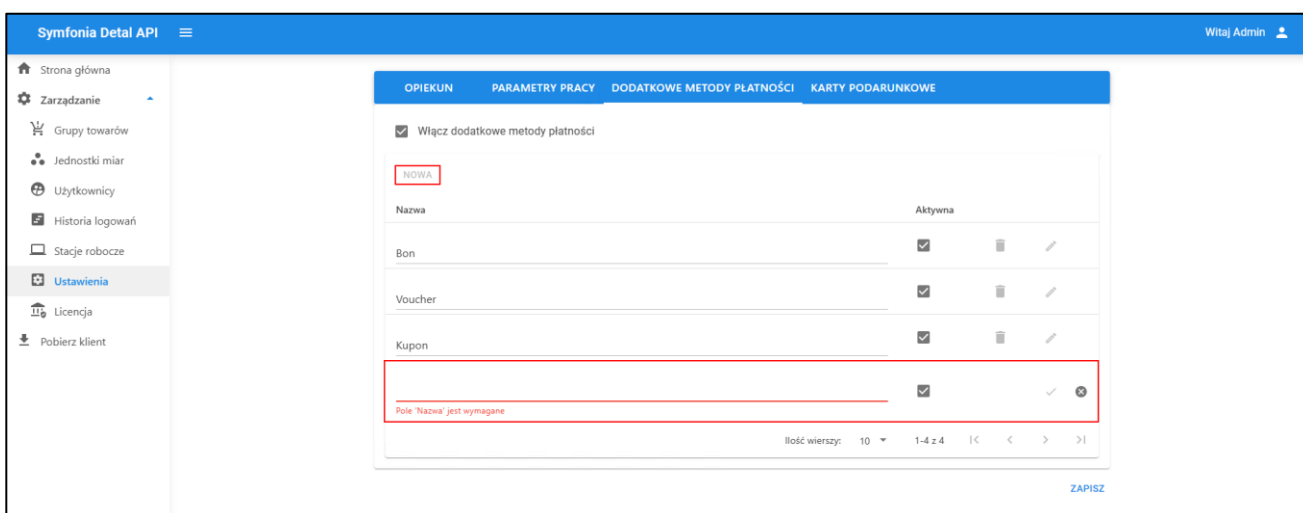 Symfonia Detal API
Witaj Admin
Strona główna
Zarządzanie
Grupy towarów
Jednostki miar
Użytkownicy
Historia logowań
Stacje robocze
Ustawienia
Licencja
Pobierz klient
OPIEKUN PARAMETRY PRACY DODATKOWE METODY PŁATNOŚCI KARTY PODARUNKOWE
Włącz dodatkowe metody płatności
NOWA
Nazwa Aktywna
Bon
Voucher
Kupon
Pole 'Nazwa' jest wymagane
Ilość wierszy: 10 1-4 z 4
ZAPISZ